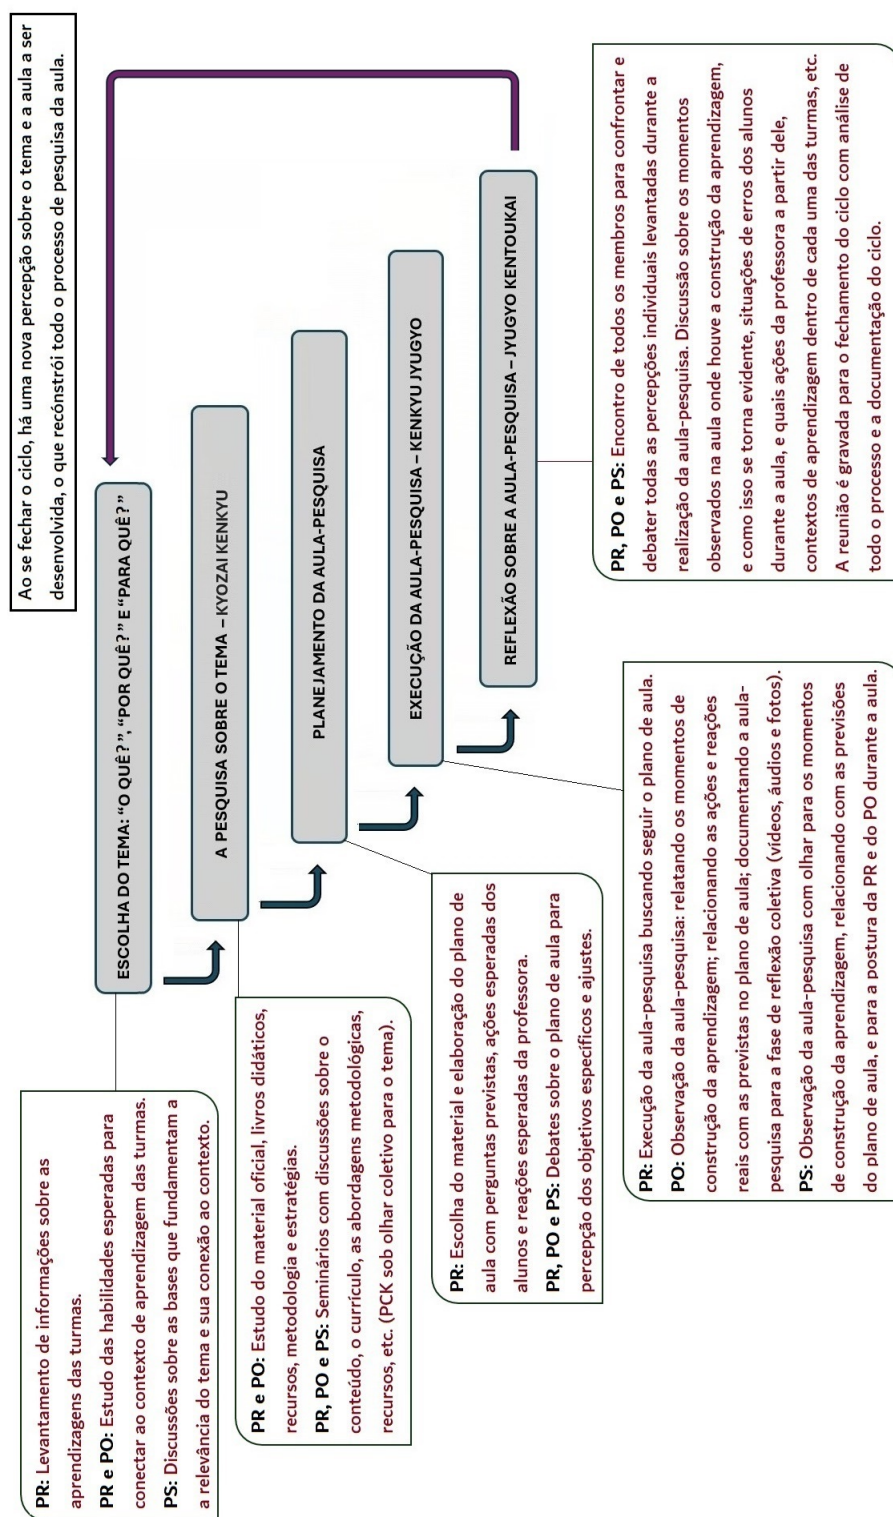 Ao se fechar o ciclo, há uma nova percepção sobre o tema e a aula a ser
desenvolvida, o que recónstrói todo o processo de pesquisa da aula.
ESCOLHA DO TEMA: “O QUÊ?”, “POR QUÊ?” E “PARA QUÊ?”
PR: Levantamento de informações sobre as
aprendizagens das turmas.
PR e PO: Estudo das habilidades esperadas para
conectar ao contexto de aprendizagem das turmas.
PS: Discussões sobre as bases que fundamentam a
a relevância do tema e sua conexão ao contexto.
A PESQUISA SOBRE O TEMA – KYOZAI KENKYU
PR e PO: Estudo do material oficial, livros didáticos,
recursos, metodologia e estratégias.
PR, PO e PS: Seminários com discussões sobre o
conteúdo, o currículo, as abordagens metodológicas,
recursos, etc. (PCK sob olhar coletivo para o tema).
PLANEJAMENTO DA AULA-PESQUISA
PR: Escolha do material e elaboração do plano de
aula com perguntas previstas, ações esperadas dos
alunos e reações esperadas da professora.
PR, PO e PS: Debates sobre o plano de aula para
percepção dos objetivos específicos e ajustes.
EXECUÇÃO DA AULA-PESQUISA – KENKYU JYUGYO
PR: Execução da aula-pesquisa buscando seguir o plano de aula.
PO: Observação da aula-pesquisa: relatando os momentos de
construção da aprendizagem; relacionando as ações e reações
reais com as previstas no plano de aula; documentando a aula-
pesquisa para a fase de reflexão coletiva (vídeos, áudios e fotos).
PS: Observação da aula-pesquisa com olhar para os momentos
de construção da aprendizagem, relacionando com as previsões
do plano de aula, e para a postura da PR e do PO durante a aula.
REFLEXÃO SOBRE A AULA-PESQUISA – JYUGYO KENTOUKAI
PR, PO e PS: Encontro de todos os membros para confrontar e
debater todas as percepções individuais levantadas durante a
realização da aula-pesquisa. Discussão sobre os momentos
observados na aula onde houve a construção da aprendizagem,
e como isso se torna evidente, situações de erros dos alunos
durante a aula, e quais ações da professora a partir dele,
contextos de aprendizagem dentro de cada uma das turmas, etc.
A reunião é gravada para o fechamento do ciclo com análise de
todo o processo e a documentação do ciclo.